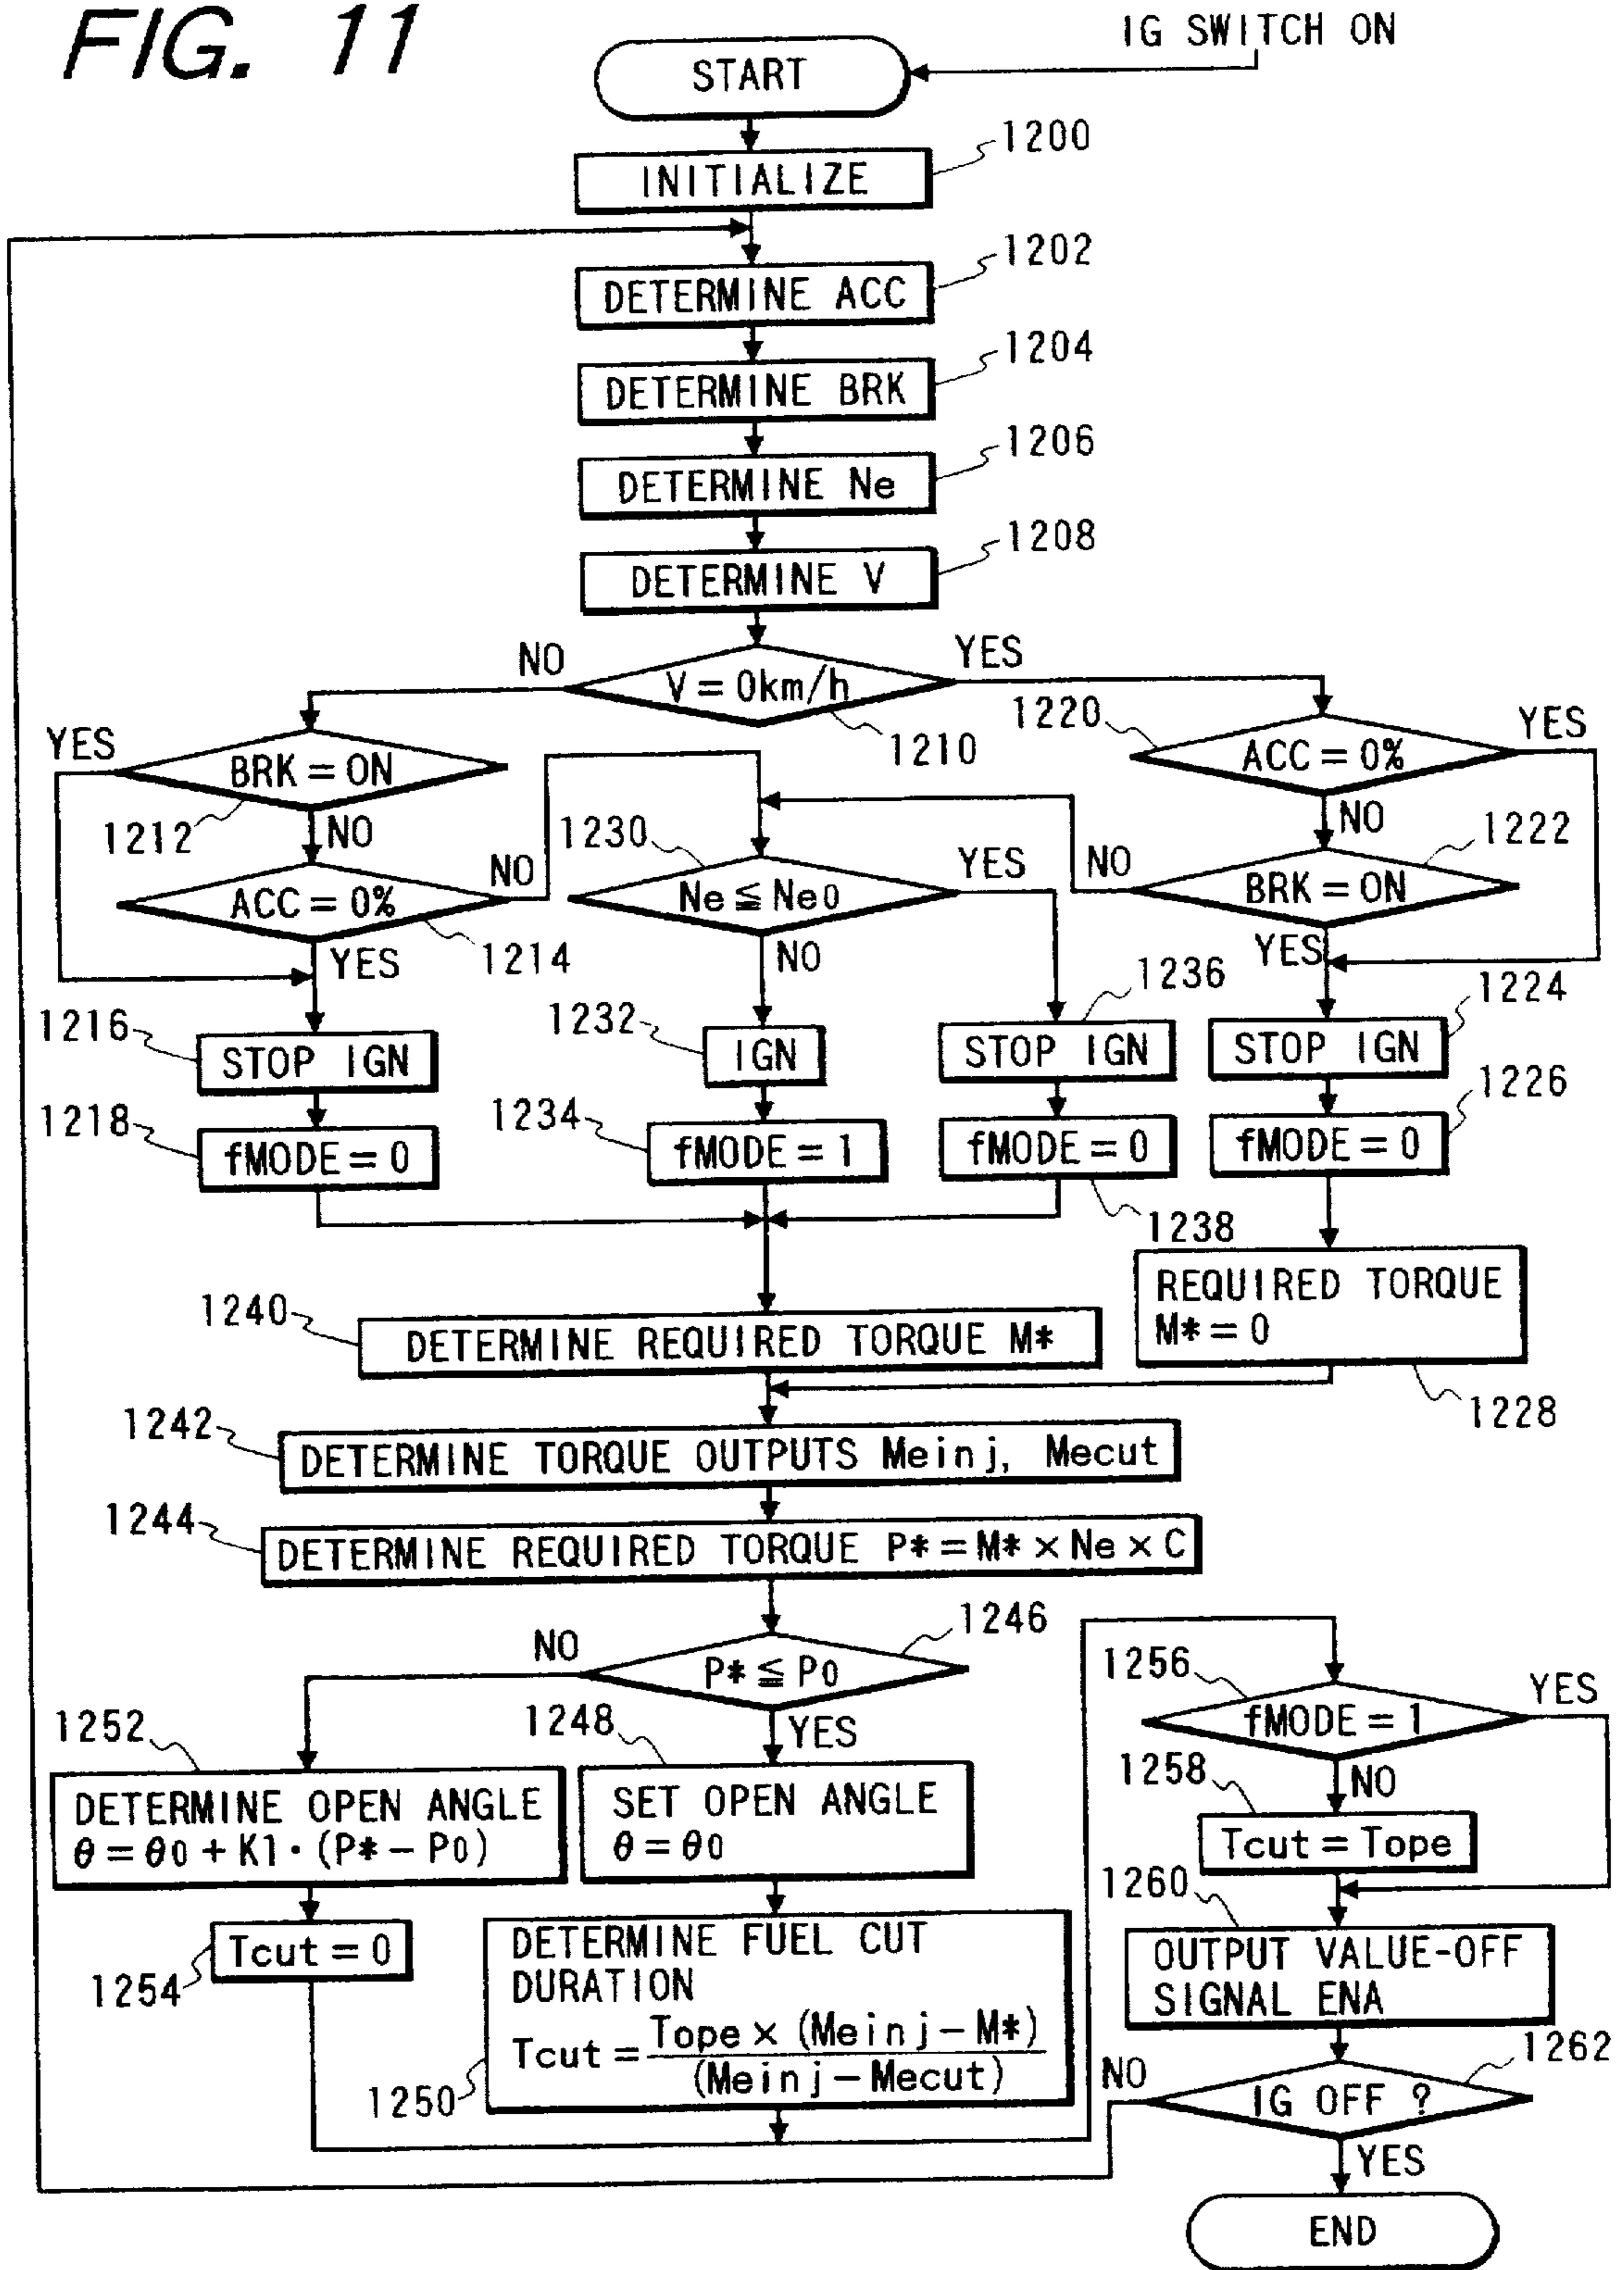 FIG. 11
IG SWITCH ON
START
1200
INITIALIZE
1202
DETERMINE ACC
1204
DETERMINE BRK
1206
DETERMINE Ne
1208
DETERMINE V
NO
YES
V = 0km/h
1210
1220
YES
YES
ACC = 0%
BRK = ON
1212
NO
NO
1222
1230
NO
YES
NO
ACC = 0%
Ne ≦ Ne0
BRK = ON
1214
YES
NO
YES
1236
1224
1216
1232
STOP IGN
IGN
STOP IGN
STOP IGN
1226
1218
1234
fMODE = 0
fMODE = 1
fMODE = 0
fMODE = 0
1238
1240
DETERMINE REQUIRED TORQUE M*
REQUIRED TORQUE
M* = 0
1228
1242
DETERMINE TORQUE OUTPUTS Meinj, Mecut
1244
DETERMINE REQUIRED TORQUE P* = M* × Ne × C
1246
NO
P* ≦ P0
1256
YES
fMODE = 1
1252
1248
YES
DETERMINE OPEN ANGLE
θ = θ0 + K1 · (P* − P0)
SET OPEN ANGLE
θ = θ0
1258
NO
Tcut = Tope
1260
Tcut = 0
1254
DETERMINE FUEL CUT
DURATION
Tcut = Tope × (Meinj − M*)
(Meinj − Mecut)
1250
OUTPUT VALUE-OFF
SIGNAL ENA
1262
NO
IG OFF ?
YES
END